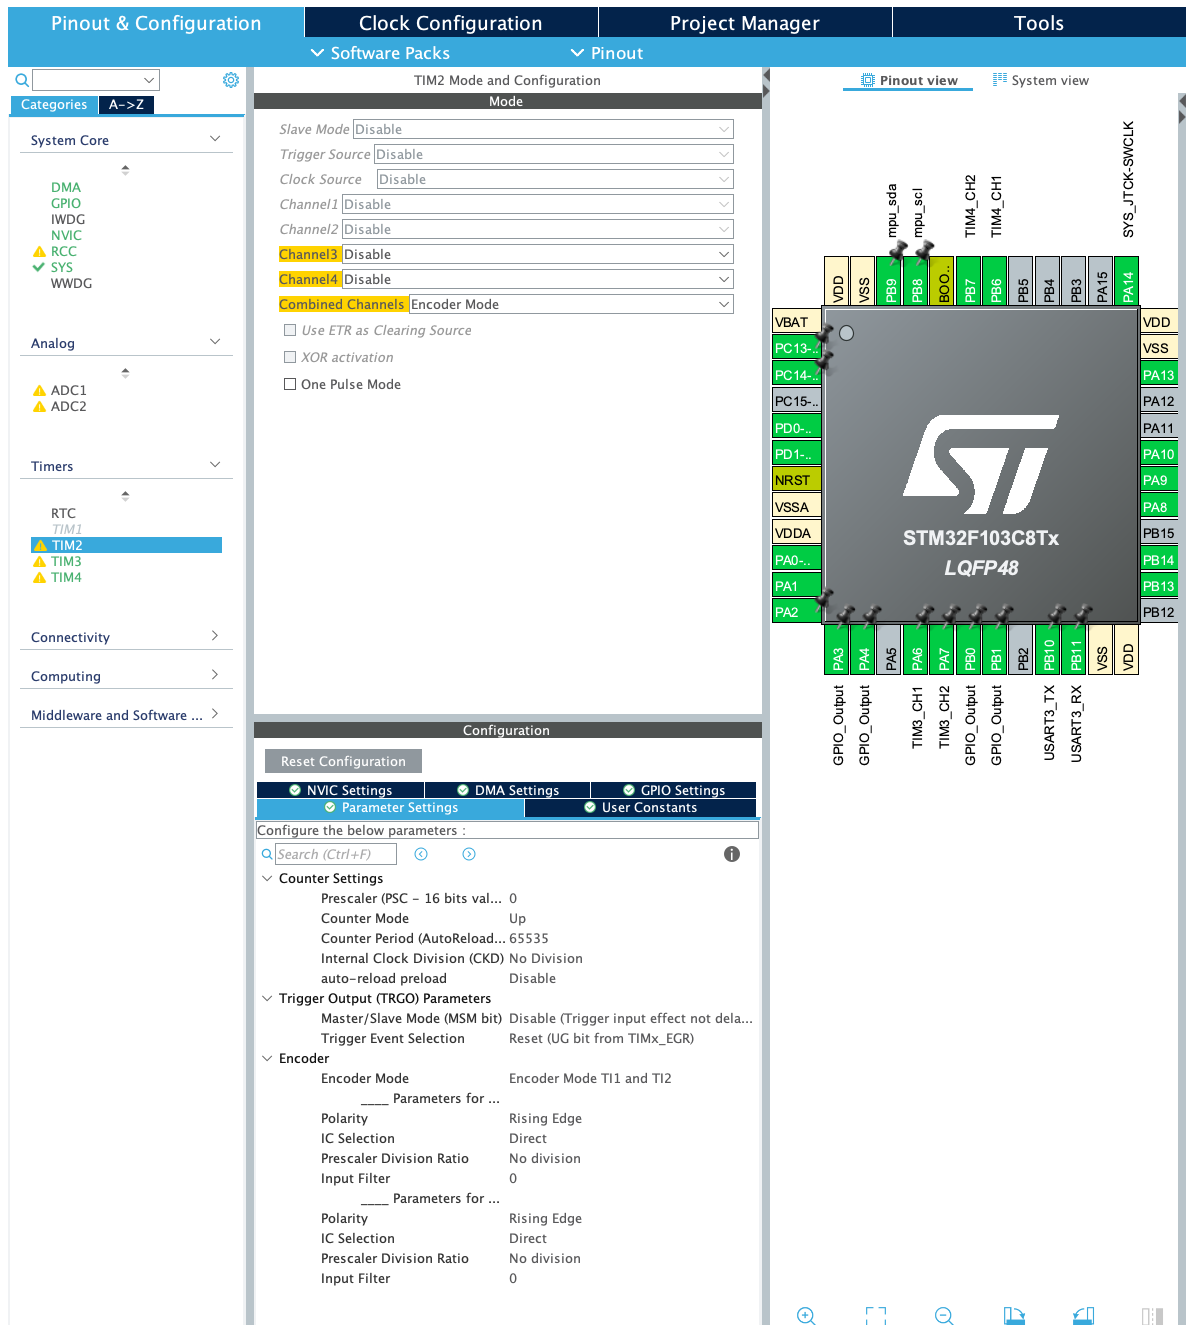 Pinout & Configuration
Clock Configuration
Project Manager
Tools
Software Packs
Pinout
Categories
A->Z
System Core
DMA
GPIO
IWDG
NVIC
RCC
SYS
WWDG
Analog
ADC1
ADC2
Timers
RTC
TIM1
TIM2
TIM3
TIM4
Connectivity
Computing
Middleware and Software ...
TIM2 Mode and Configuration
Mode
Slave Mode Disable
Trigger Source Disable
Clock Source Disable
Channel1 Disable
Channel2 Disable
Channel3 Disable
Channel4 Disable
Combined Channels Encoder Mode
Use ETR as Clearing Source
XOR activation
One Pulse Mode
Configuration
Reset Configuration
NVIC Settings
DMA Settings
GPIO Settings
Parameter Settings
User Constants
Configure the below parameters :
Search (Ctrl+F)
Counter Settings
Prescaler (PSC - 16 bits val... 0
Counter Mode Up
Counter Period (AutoReload... 65535
Internal Clock Division (CKD) No Division
auto-reload preload Disable
Trigger Output (TRGO) Parameters
Master/Slave Mode (MSM bit) Disable (Trigger input effect not dela...
Trigger Event Selection Reset (UG bit from TIMx_EGR)
Encoder
Encoder Mode Encoder Mode TI1 and TI2
____ Parameters for ...
Polarity Rising Edge
IC Selection Direct
Prescaler Division Ratio No division
Input Filter 0
____ Parameters for ...
Polarity Rising Edge
IC Selection Direct
Prescaler Division Ratio No division
Input Filter 0
Pinout view
System view
mpu_sda
mpu_scl
TIM4_CH2
TIM4_CH1
SYS_JTCK-SWCLK
VDD
VSS
PB9
PB8
BOO..
PB7
PB6
PB5
PB4
PB3
PA15
PA14
VBAT
PC13-..
PC14-..
PC15-..
PD0-..
PD1-..
NRST
VSSA
VDDA
PA0-..
PA1
PA2
VDD
VSS
PA13
PA12
PA11
PA10
PA9
PA8
PB15
PB14
PB13
PB12
ST
STM32F103C8Tx
LQFP48
PA3
PA4
PA5
PA6
PA7
PB0
PB1
PB2
PB10
PB11
VSS
VDD
GPIO_Output
GPIO_Output
TIM3_CH1
TIM3_CH2
GPIO_Output
GPIO_Output
USART3_TX
USART3_RX